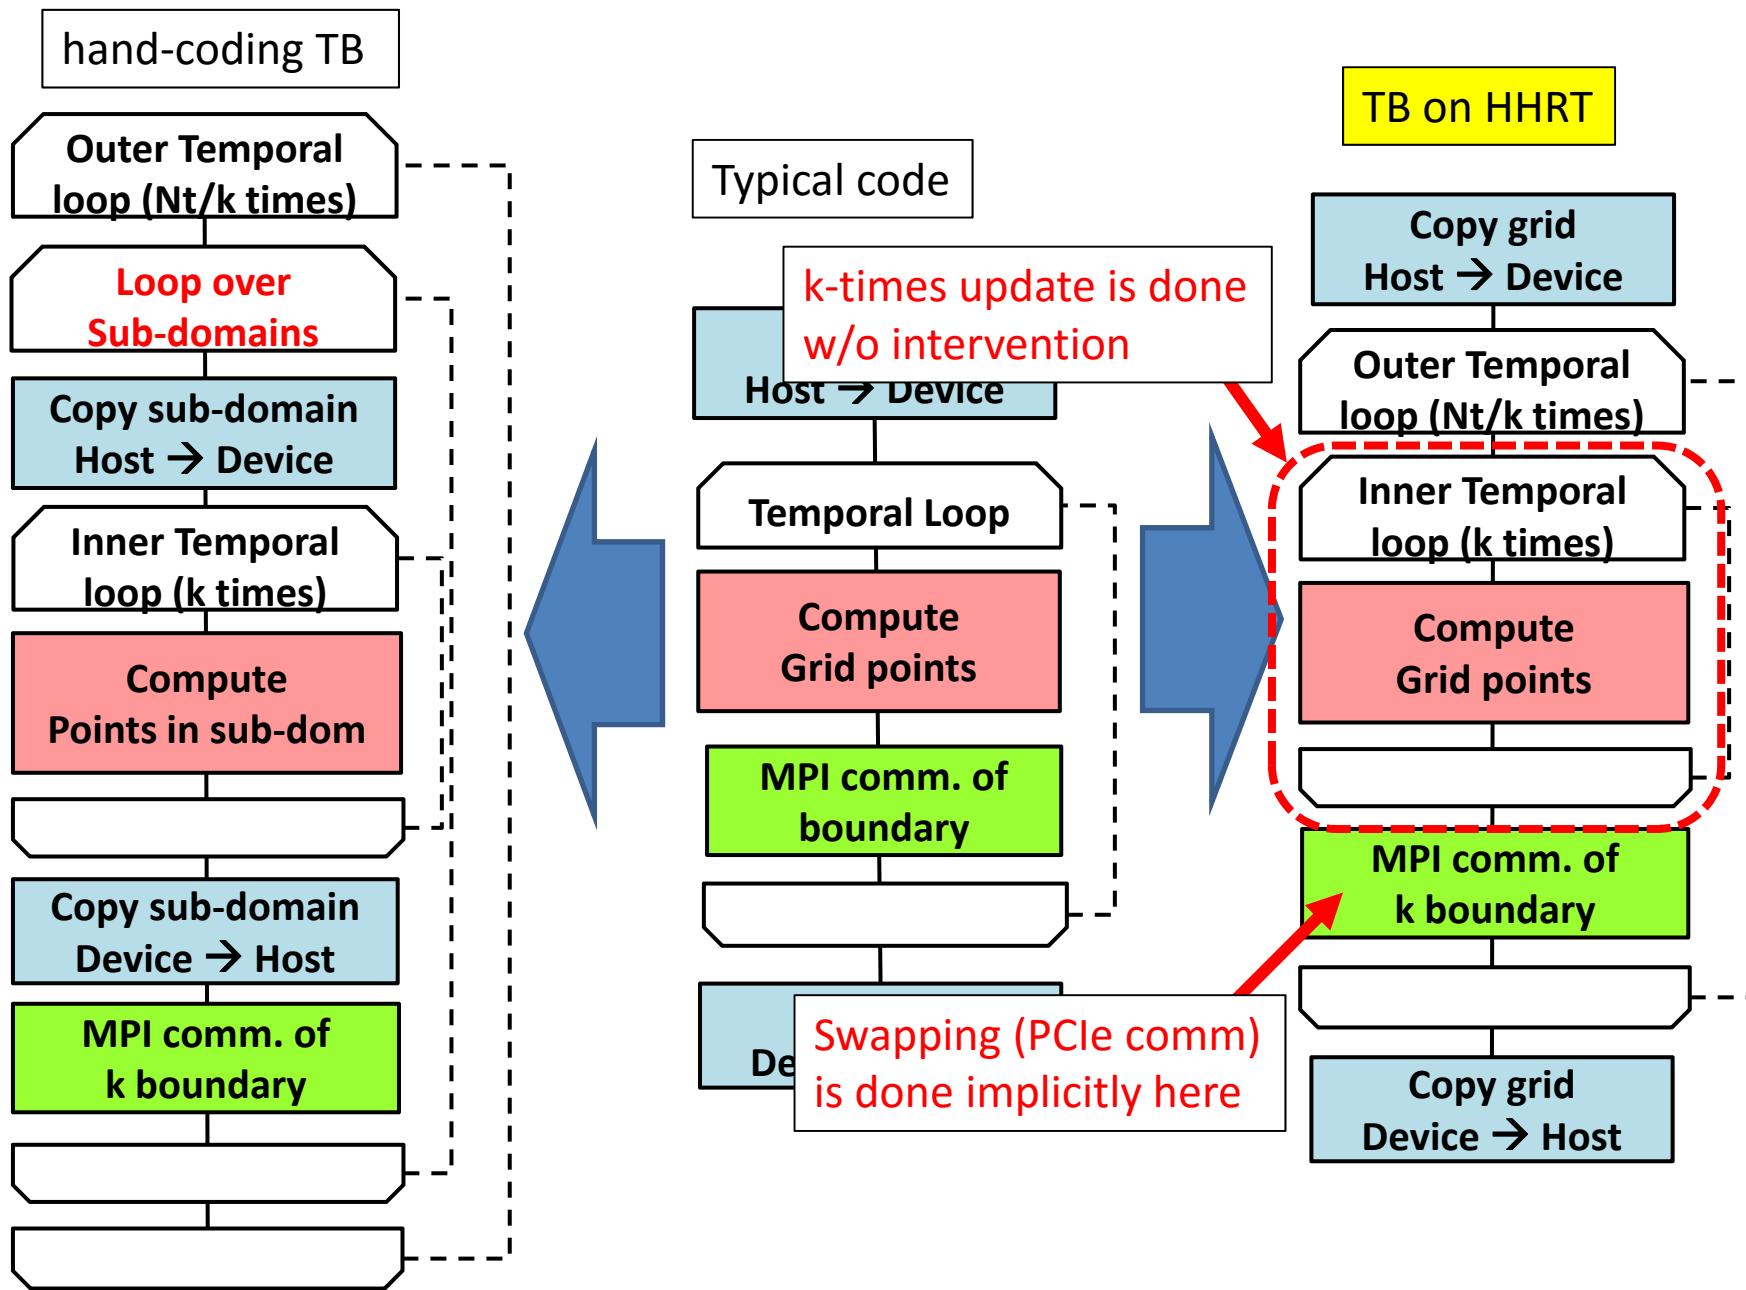 hand-coding TB
Outer Temporal
loop (Nt/k times)
Loop over
Sub-domains
Copy sub-domain
Host → Device
Inner Temporal
loop (k times)
Compute
Points in sub-dom
Copy sub-domain
Device → Host
MPI comm. of
k boundary
Typical code
k-times update is done
w/o intervention
Host → Device
Temporal Loop
Compute
Grid points
MPI comm. of
boundary
De
Swapping (PCIe comm)
is done implicitly here
TB on HHRT
Copy grid
Host → Device
Outer Temporal
loop (Nt/k times)
Inner Temporal
loop (k times)
Compute
Grid points
MPI comm. of
k boundary
Copy grid
Device → Host